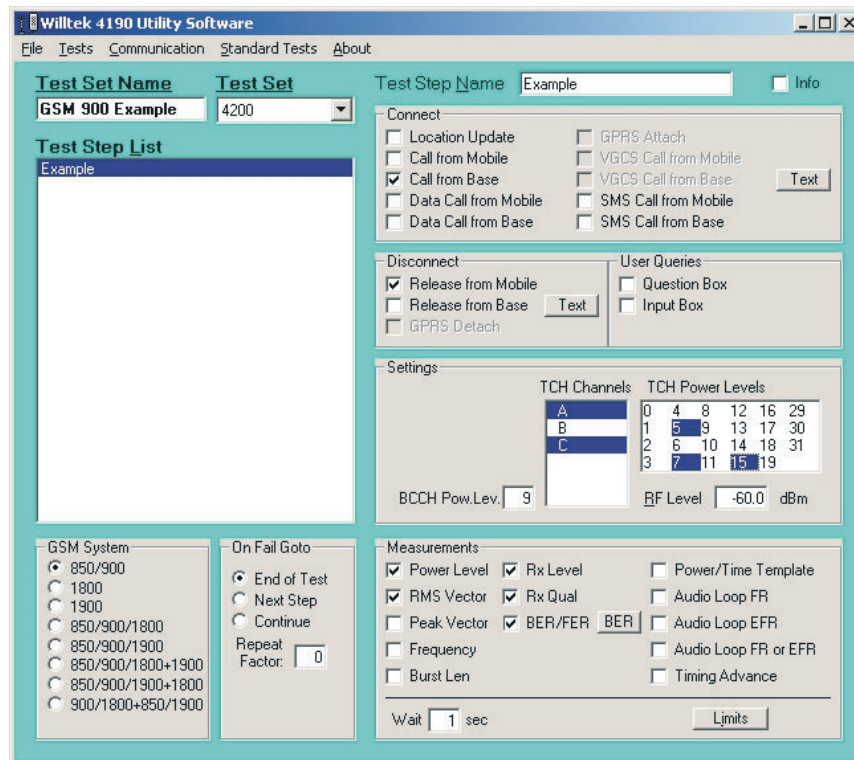 Willtek 4190 Utility Software
File Tests Communication Standard Tests About
Test Set Name
GSM 900 Example
Test Set
4200
Test Step List
Example
Test Step Name Example Info
Connect
Location Update
Call from Mobile
Call from Base
Data Call from Mobile
Data Call from Base
GPRS Attach
VGCS Call from Mobile
VGCS Call from Base
SMS Call from Mobile
SMS Call from Base
Text
Disconnect
Release from Mobile
Release from Base
GPRS Detach
Text
User Queries
Question Box
Input Box
Settings
TCH Channels
A
B
C
TCH Power Levels
0 4 8 12 16 29
1 5 9 13 17 30
2 6 10 14 18 31
3 7 11 15 19
BCCH Pow.Lev. 9
RF Level -60.0 dBm
GSM System
850/900
1800
1900
850/900/1800
850/900/1900
850/900/1800+1900
850/900/1900+1800
900/1800+850/1900
On Fail Goto
End of Test
Next Step
Continue
Repeat
Factor: 0
Measurements
Power Level
RMS Vector
Peak Vector
Frequency
Burst Len
Rx Level
Rx Qual
BER/FER BER
Power/Time Template
Audio Loop FR
Audio Loop EFR
Audio Loop FR or EFR
Timing Advance
Wait 1 sec
Limits